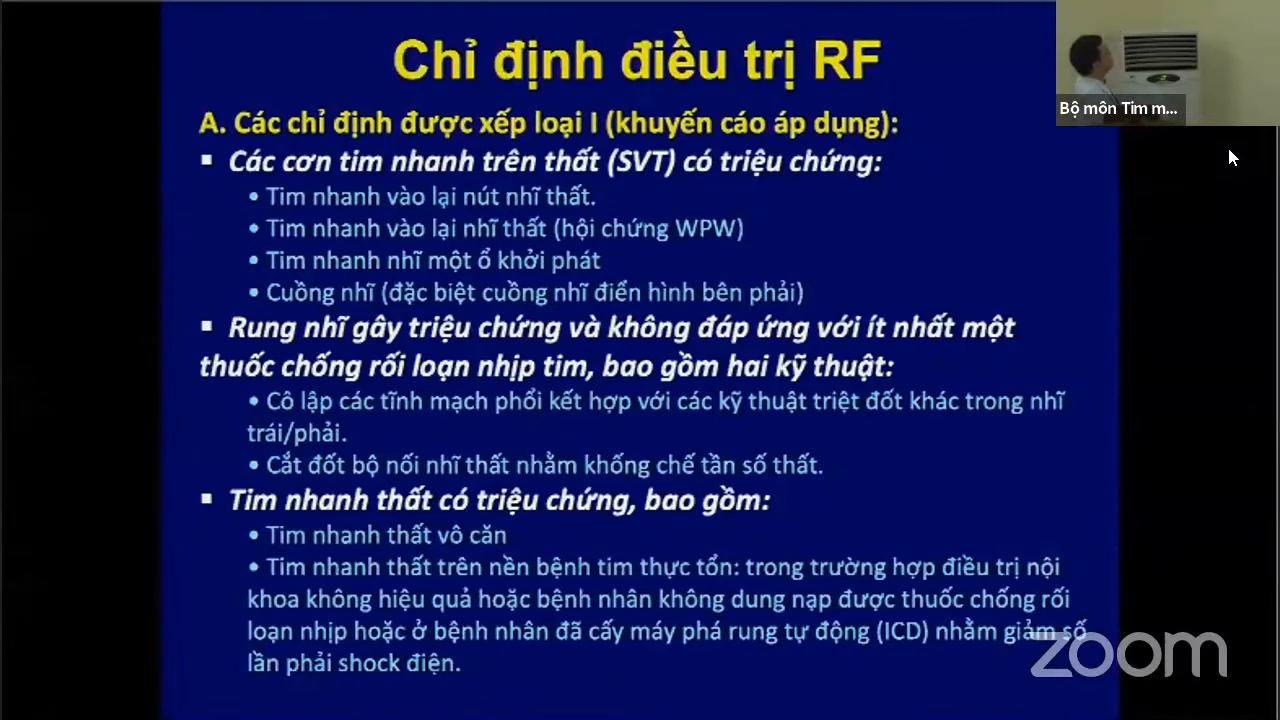 Chỉ định điều trị RF
Bộ môn Tim m...
A. Các chỉ định được xếp loại I (khuyến cáo áp dụng):
▪ Các cơn tim nhanh trên thất (SVT) có triệu chứng:
• Tim nhanh vào lại nút nhĩ thất.
• Tim nhanh vào lại nhĩ thất (hội chứng WPW)
• Tim nhanh nhĩ một ổ khởi phát
• Cuồng nhĩ (đặc biệt cuồng nhĩ điển hình bên phải)
▪ Rung nhĩ gây triệu chứng và không đáp ứng với ít nhất một
thuốc chống rối loạn nhịp tim, bao gồm hai kỹ thuật:
• Cô lập các tĩnh mạch phổi kết hợp với các kỹ thuật triệt đốt khác trong nhĩ
trái/phải.
• Cắt đốt bộ nối nhĩ thất nhằm khống chế tần số thất.
▪ Tim nhanh thất có triệu chứng, bao gồm:
• Tim nhanh thất vô căn
• Tim nhanh thất trên nền bệnh tim thực tổn: trong trường hợp điều trị nội
khoa không hiệu quả hoặc bệnh nhân không dung nạp được thuốc chống rối
loạn nhịp hoặc ở bệnh nhân đã cấy máy phá rung tự động (ICD) nhằm giảm số
lần phải shock điện.
zoom